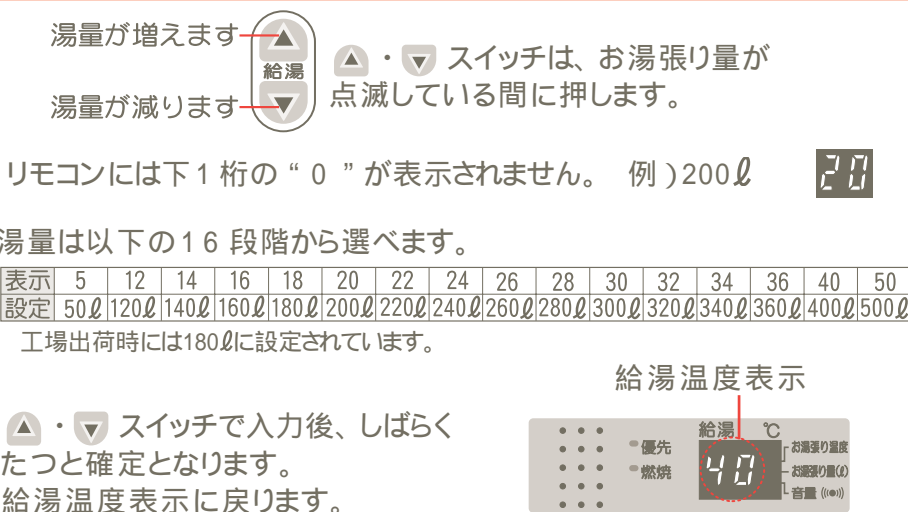 湯量が増えます
給湯
湯量が減ります
▲・▼ スイッチは、お湯張り量が
点滅している間に押します。
リモコンには下1桁の“0”が表示されません。 例)200ℓ 20
湯量は以下の16段階から選べます。
表示 5 12 14 16 18 20 22 24 26 28 30 32 34 36 40 50
設定 50ℓ 120ℓ 140ℓ 160ℓ 180ℓ 200ℓ 220ℓ 240ℓ 260ℓ 280ℓ 300ℓ 320ℓ 340ℓ 360ℓ 400ℓ 500ℓ
工場出荷時には180ℓに設定されています。
▲・▼ スイッチで入力後、しばらく
たつと確定となります。
給湯温度表示に戻ります。
給湯温度表示
給湯 ℃
優先
燃焼
40
お湯張り温度
お湯張り量(ℓ)
音量